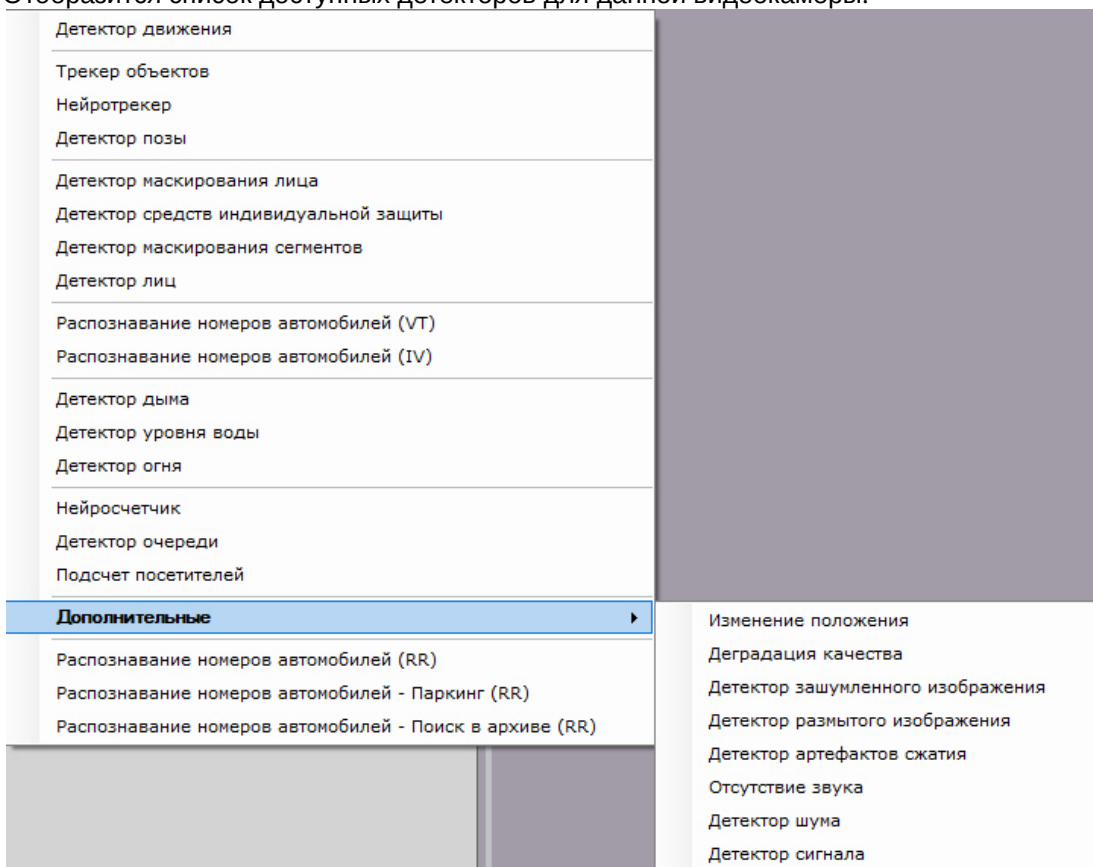 Отобразится список доступных детекторов для данной видеокамеры.
Детектор движения
Трекер объектов
Нейротрекер
Детектор позы
Детектор маскирования лица
Детектор средств индивидуальной защиты
Детектор маскирования сегментов
Детектор лиц
Распознавание номеров автомобилей (VT)
Распознавание номеров автомобилей (IV)
Детектор дыма
Детектор уровня воды
Детектор огня
Нейросчетчик
Детектор очереди
Подсчет посетителей
Дополнительные
Распознавание номеров автомобилей (RR)
Распознавание номеров автомобилей - Паркинг (RR)
Распознавание номеров автомобилей - Поиск в архиве (RR)
Изменение положения
Деградация качества
Детектор зашумленного изображения
Детектор размытого изображения
Детектор артефактов сжатия
Отсутствие звука
Детектор шума
Детектор сигнала